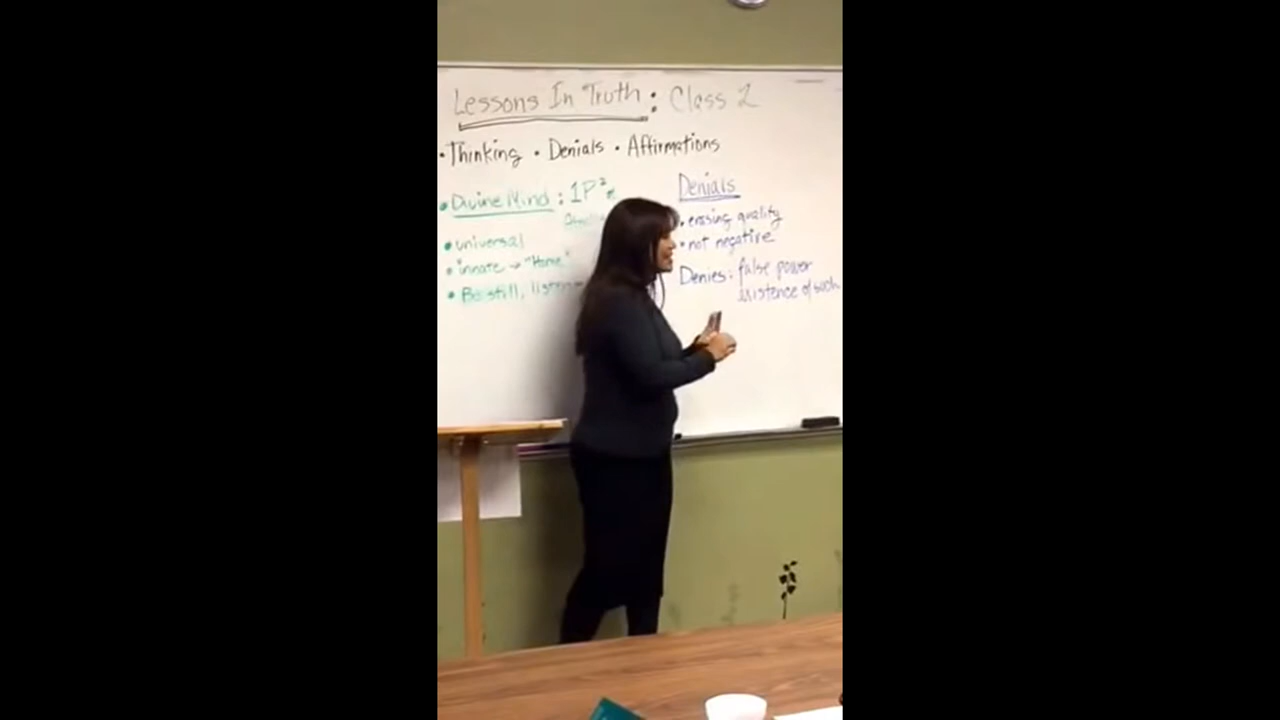 Lessons In Truth : Class 2
• Thinking • Denials • Affirmations
• Divine Mind : 1P²
• universal
• innate → "Home"
• Be still, listen
Denials
• erasing quality
• not negative
Denies: false power
existence of such